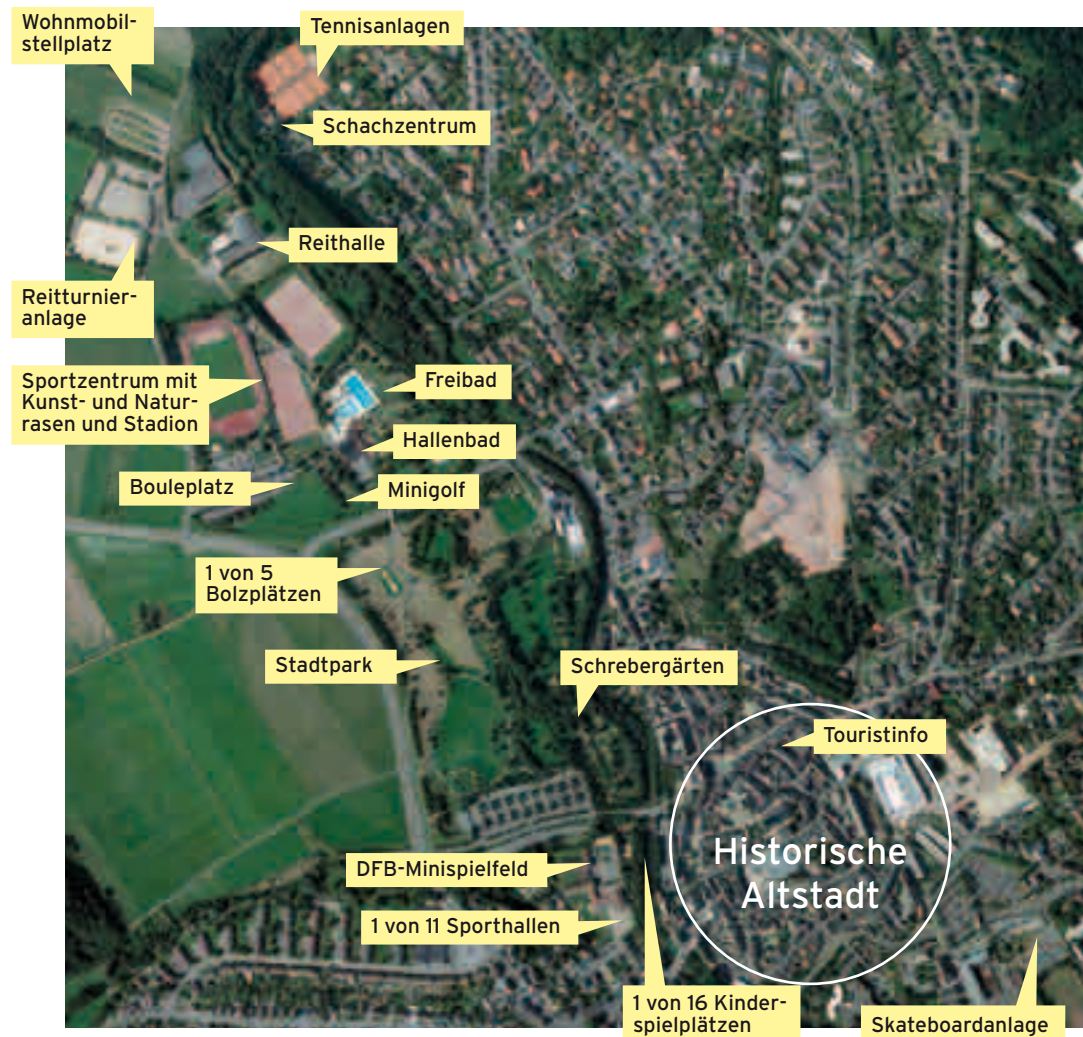 Wohnmobil-
stellplatz
Tennisanlagen
Schachzentrum
Reithalle
Reitturnier-
anlage
Sportzentrum mit
Kunst- und Natur-
rasen und Stadion
Freibad
Hallenbad
Bouleplatz
Minigolf
1 von 5
Bolzplätzen
Stadtpark
Schrebergärten
Touristinfo
Historische
Altstadt
DFB-Minispielfeld
1 von 11 Sporthallen
1 von 16 Kinder-
spielplätzen
Skateboardanlage